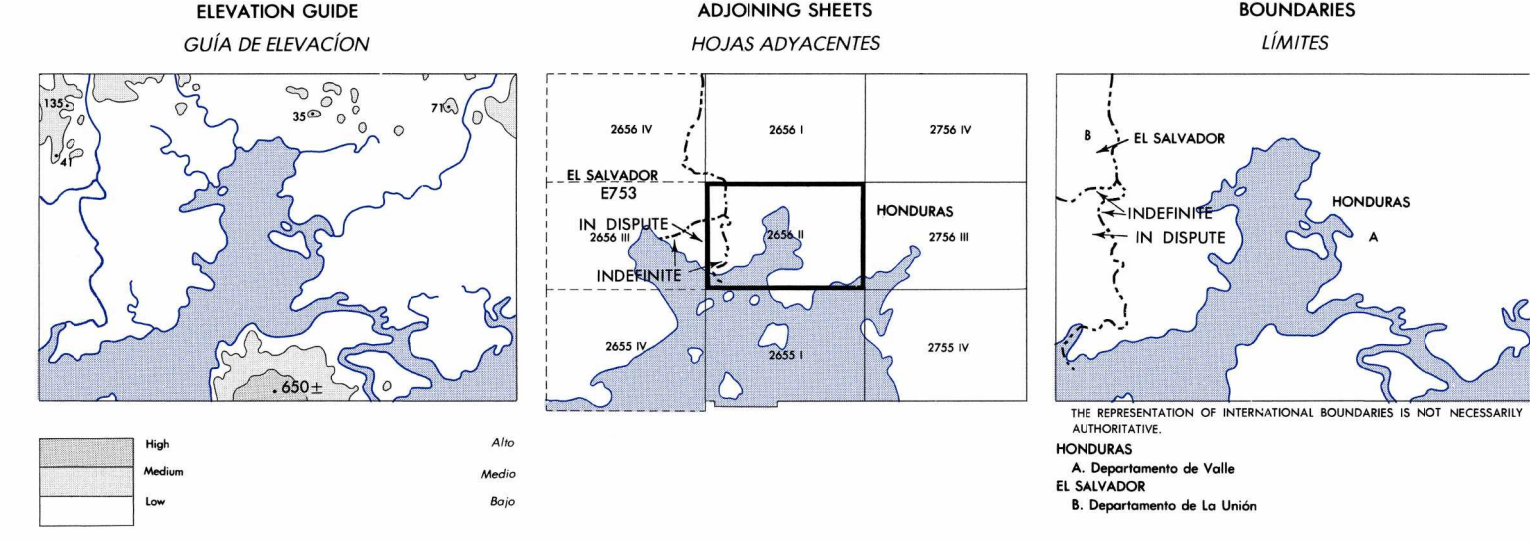 ELEVATION GUIDE
GUÍA DE ELEVACÍON
135
35
71
41
.650±
High Alto
Medium Medio
Low Bajo
ADJOINING SHEETS
HOJAS ADYACENTES
2656 IV 2656 I 2756 IV
EL SALVADOR
E753
HONDURAS
IN DISPUTE
2656 III 2656 II 2756 III
INDEFINITE
2655 IV 2655 I 2755 IV
BOUNDARIES
LÍMITES
B EL SALVADOR
HONDURAS
INDEFINITE
IN DISPUTE A
THE REPRESENTATION OF INTERNATIONAL BOUNDARIES IS NOT NECESSARILY
AUTHORITATIVE.
HONDURAS
A. Departamento de Valle
EL SALVADOR
B. Departamento de La Unión